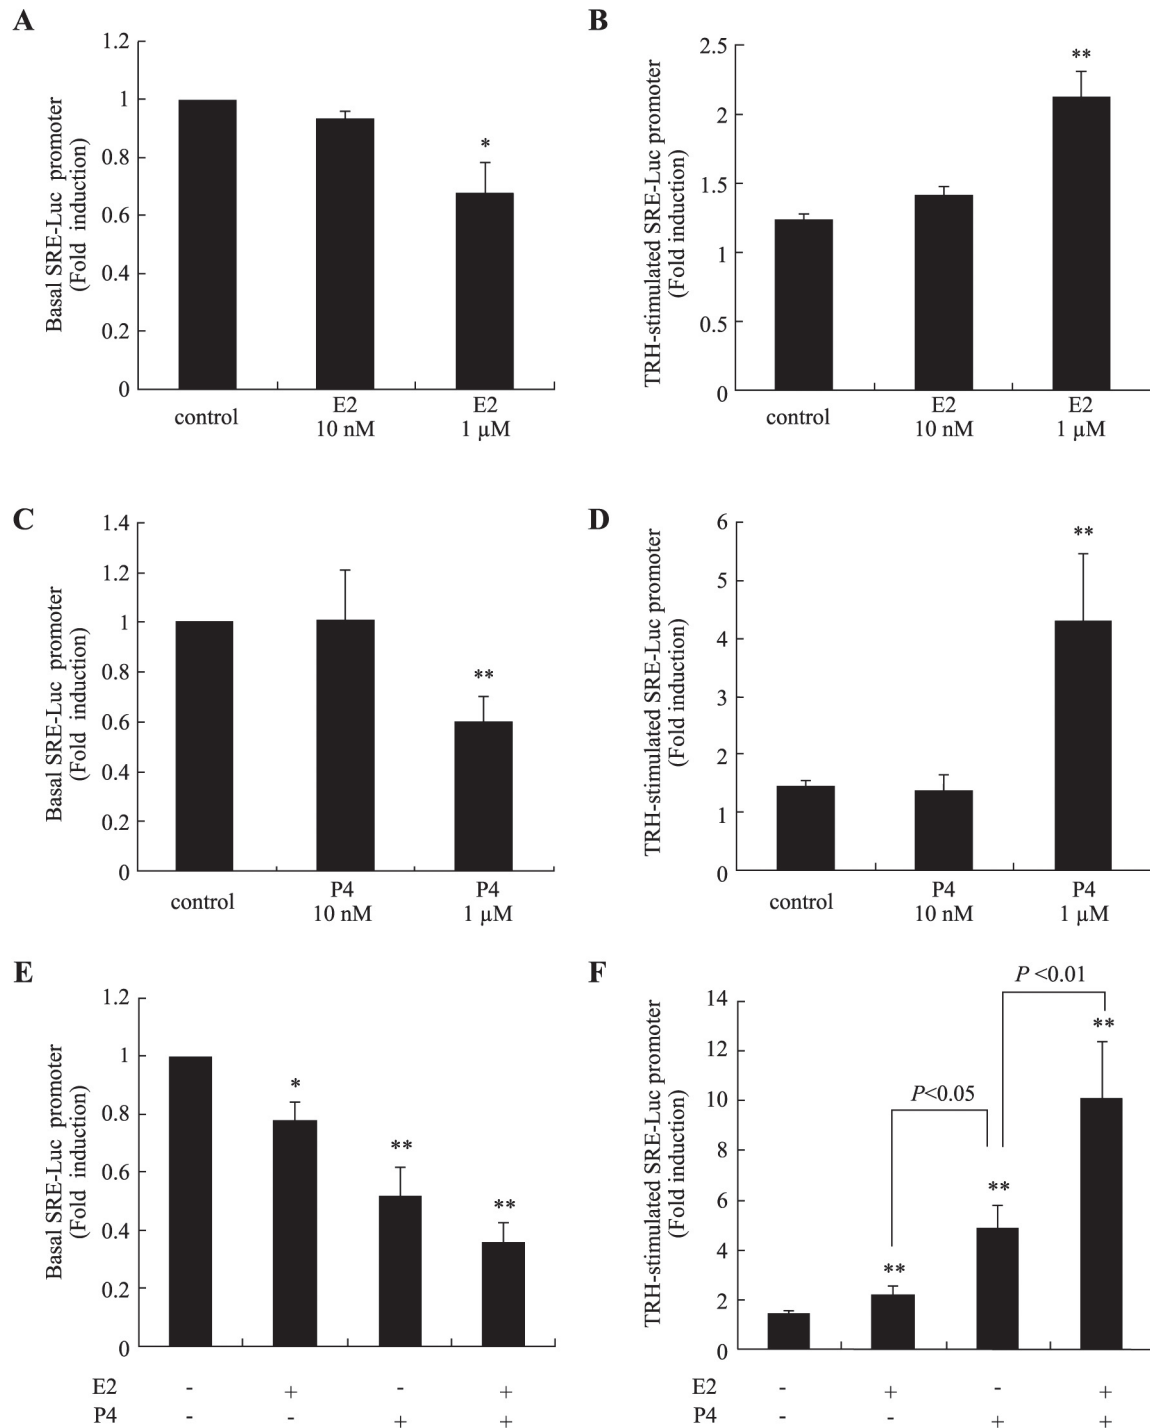 A
Basal SRE-Luc promoter
(Fold induction)
1.2
1
0.8
0.6
0.4
0.2
0
*
control
E2
10 nM
E2
1 µM
B
TRH-stimulated SRE-Luc promoter
(Fold induction)
2.5
2
1.5
1
0.5
0
**
control
E2
10 nM
E2
1 µM
C
Basal SRE-Luc promoter
(Fold induction)
1.4
1.2
1
0.8
0.6
0.4
0.2
0
**
control
P4
10 nM
P4
1 µM
D
TRH-stimulated SRE-Luc promoter
(Fold induction)
6
5
4
3
2
1
0
**
control
P4
10 nM
P4
1 µM
E
Basal SRE-Luc promoter
(Fold induction)
1.2
1
0.8
0.6
0.4
0.2
0
*
**
**
E2 - + - +
P4 - - + +
F
TRH-stimulated SRE-Luc promoter
(Fold induction)
14
12
10
8
6
4
2
0
P <0.01
P<0.05
**
**
**
E2 - + - +
P4 - - + +